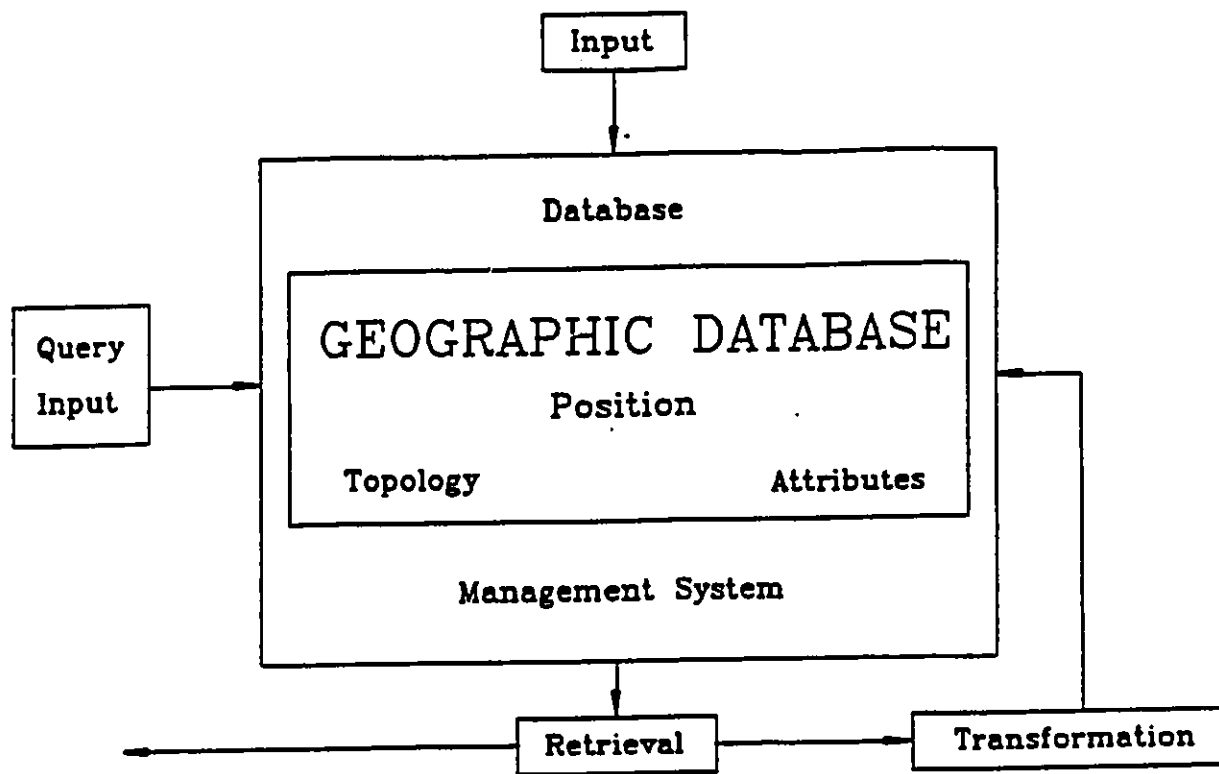 Input
Database
GEOGRAPHIC DATABASE
Position
Topology Attributes
Query
Input
Management System
Retrieval
Transformation